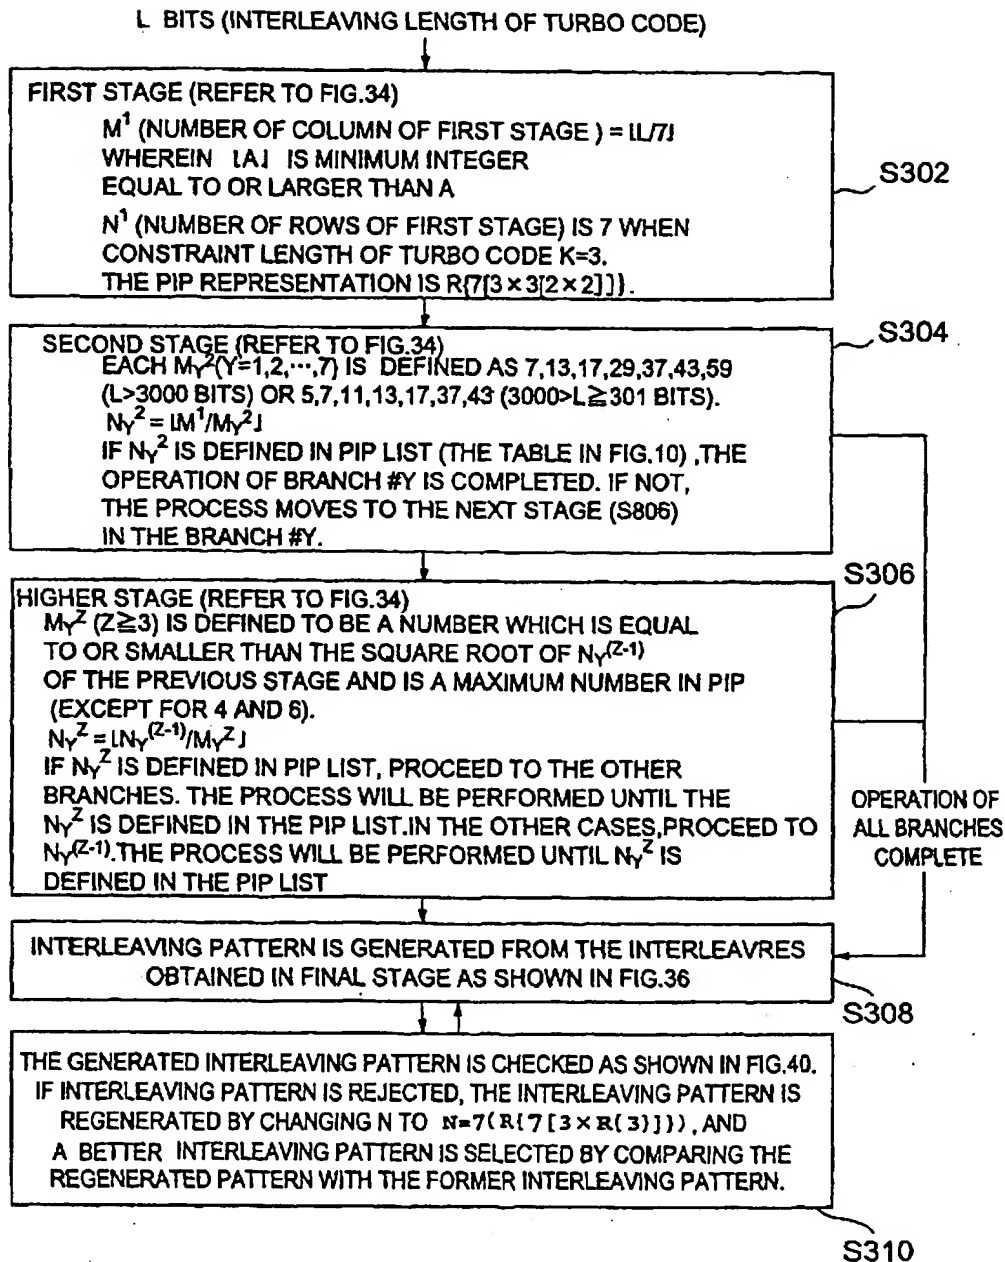 L BITS (INTERLEAVING LENGTH OF TURBO CODE)
FIRST STAGE (REFER TO FIG.34)
M¹ (NUMBER OF COLUMN OF FIRST STAGE ) = ⌊L/7⌋
WHEREIN ⌊A⌋ IS MINIMUM INTEGER
EQUAL TO OR LARGER THAN A
N¹ (NUMBER OF ROWS OF FIRST STAGE) IS 7 WHEN
CONSTRAINT LENGTH OF TURBO CODE K=3.
THE PIP REPRESENTATION IS R{7[3×3[2×2]]}.
S302
SECOND STAGE (REFER TO FIG.34)
EACH M_Y²(Y=1,2,⋯,7) IS DEFINED AS 7,13,17,29,37,43,59
(L>3000 BITS) OR 5,7,11,13,17,37,43 (3000>L≧301 BITS).
N_Y² = ⌊M¹/M_Y²⌋
IF N_Y² IS DEFINED IN PIP LIST (THE TABLE IN FIG.10) ,THE
OPERATION OF BRANCH #Y IS COMPLETED. IF NOT,
THE PROCESS MOVES TO THE NEXT STAGE (S806)
IN THE BRANCH #Y.
S304
HIGHER STAGE (REFER TO FIG.34)
M_Y^Z (Z≧3) IS DEFINED TO BE A NUMBER WHICH IS EQUAL
TO OR SMALLER THAN THE SQUARE ROOT OF N_Y^(Z-1)
OF THE PREVIOUS STAGE AND IS A MAXIMUM NUMBER IN PIP
(EXCEPT FOR 4 AND 6).
N_Y^Z = ⌊N_Y^(Z-1)/M_Y^Z⌋
IF N_Y^Z IS DEFINED IN PIP LIST, PROCEED TO THE OTHER
BRANCHES. THE PROCESS WILL BE PERFORMED UNTIL THE
N_Y^Z IS DEFINED IN THE PIP LIST.IN THE OTHER CASES,PROCEED TO
N_Y^(Z-1).THE PROCESS WILL BE PERFORMED UNTIL N_Y^Z IS
DEFINED IN THE PIP LIST
S306
OPERATION OF
ALL BRANCHES
COMPLETE
INTERLEAVING PATTERN IS GENERATED FROM THE INTERLEAVRES
OBTAINED IN FINAL STAGE AS SHOWN IN FIG.36
S308
THE GENERATED INTERLEAVING PATTERN IS CHECKED AS SHOWN IN FIG.40.
IF INTERLEAVING PATTERN IS REJECTED, THE INTERLEAVING PATTERN IS
REGENERATED BY CHANGING N TO N=7(R{7[3×R{3}]}), AND
A BETTER INTERLEAVING PATTERN IS SELECTED BY COMPARING THE
REGENERATED PATTERN WITH THE FORMER INTERLEAVING PATTERN.
S310